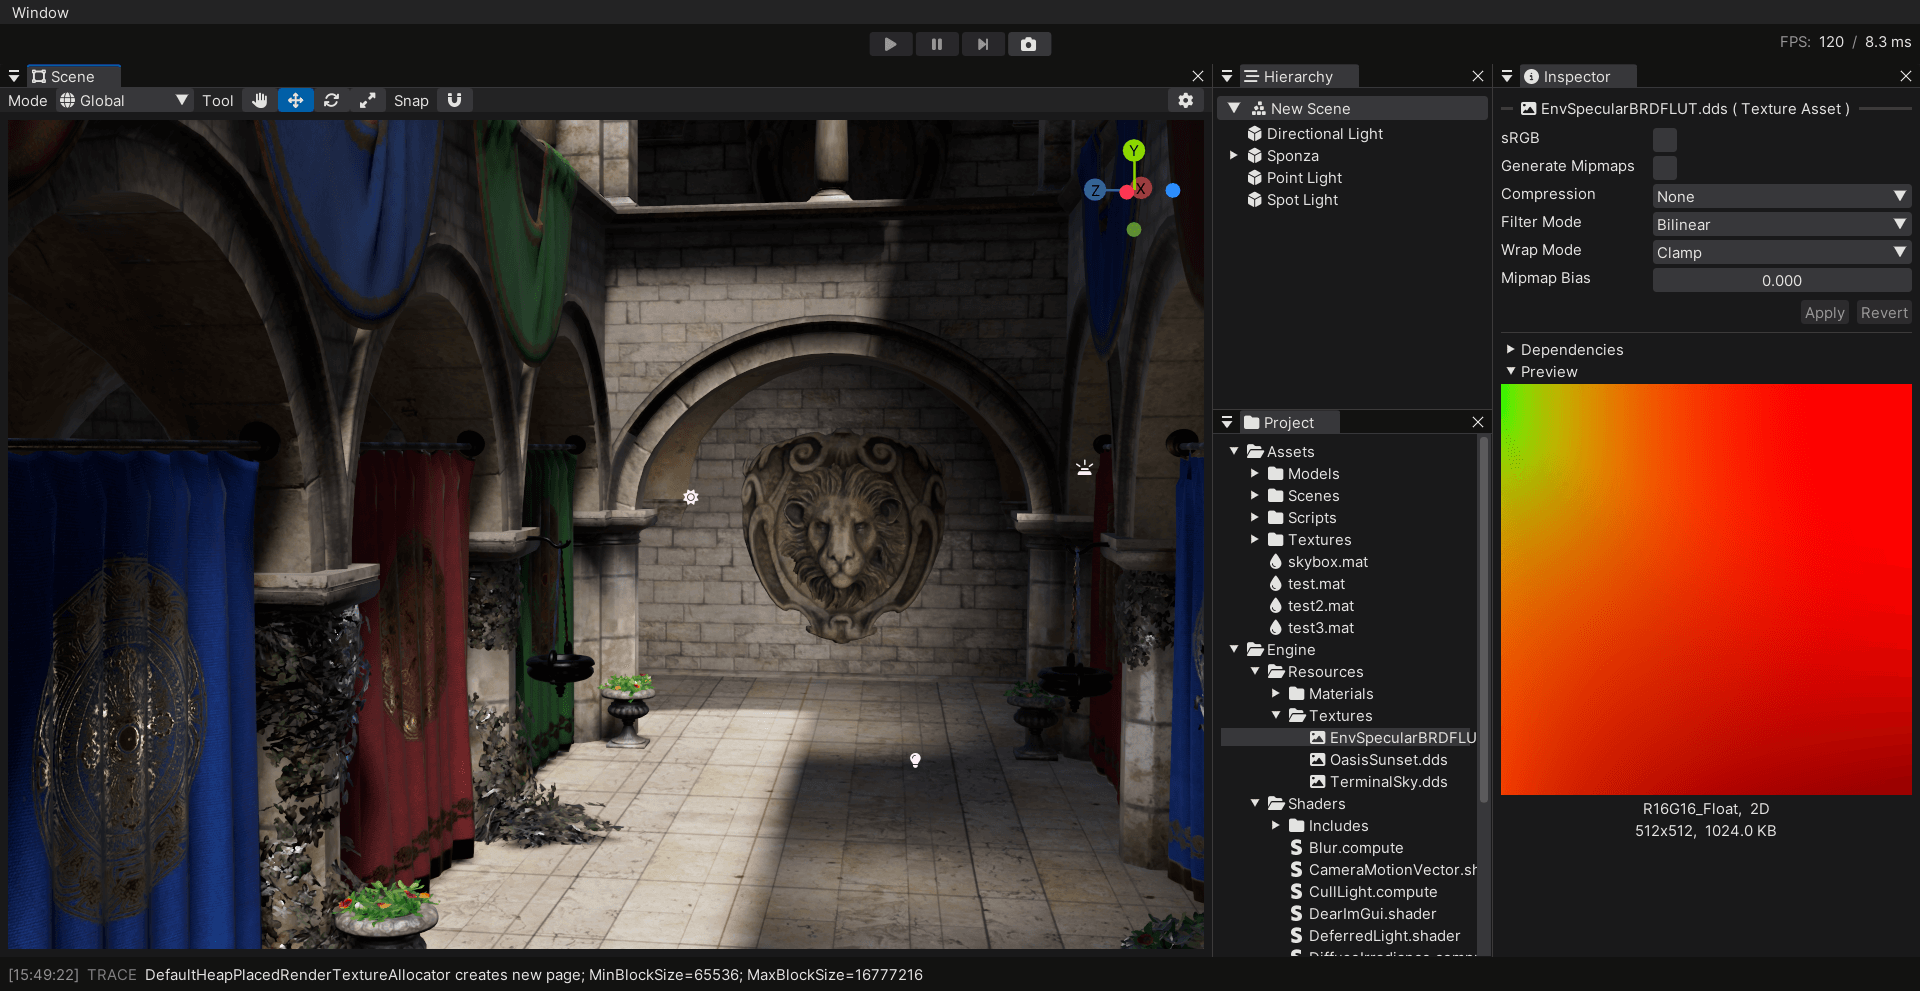 Window
FPS: 120 / 8.3 ms
Scene
Mode Global Tool Snap
Y
Z X
Hierarchy
New Scene
Directional Light
Sponza
Point Light
Spot Light
Project
Assets
Models
Scenes
Scripts
Textures
skybox.mat
test.mat
test2.mat
test3.mat
Engine
Resources
Materials
Textures
EnvSpecularBRDFLU
OasisSunset.dds
TerminalSky.dds
Shaders
Includes
Blur.compute
CameraMotionVector.sh
CullLight.compute
DearImGui.shader
DeferredLight.shader
Inspector
EnvSpecularBRDFLUT.dds ( Texture Asset )
sRGB
Generate Mipmaps
Compression None
Filter Mode Bilinear
Wrap Mode Clamp
Mipmap Bias 0.000
Apply Revert
Dependencies
Preview
R16G16_Float, 2D
512x512, 1024.0 KB
[15:49:22] TRACE DefaultHeapPlacedRenderTextureAllocator creates new page; MinBlockSize=65536; MaxBlockSize=16777216